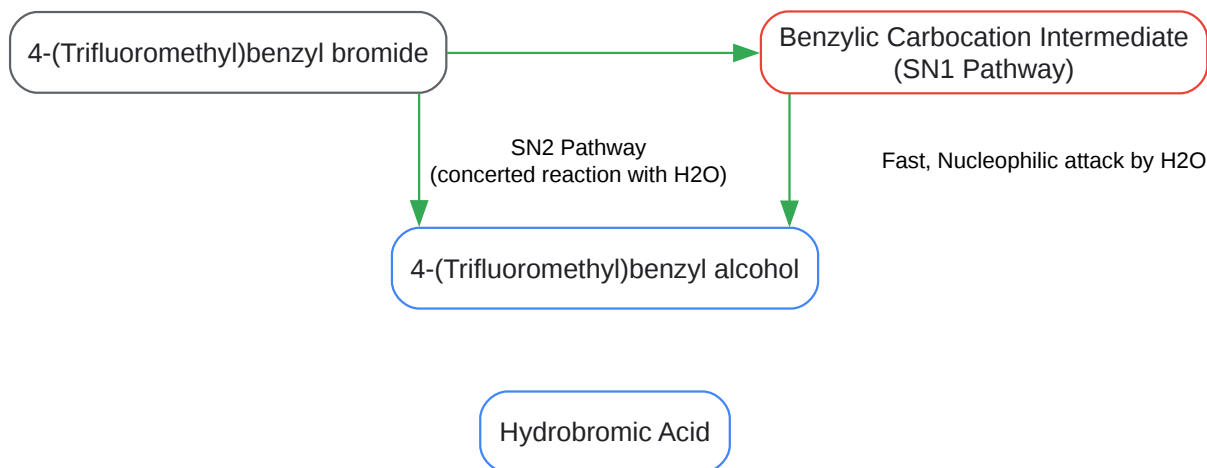 4-(Trifluoromethyl)benzyl bromide
Benzylic Carbocation Intermediate
(SN1 Pathway)
SN2 Pathway
(concerted reaction with H2O)
Fast, Nucleophilic attack by H2O
4-(Trifluoromethyl)benzyl alcohol
Hydrobromic Acid